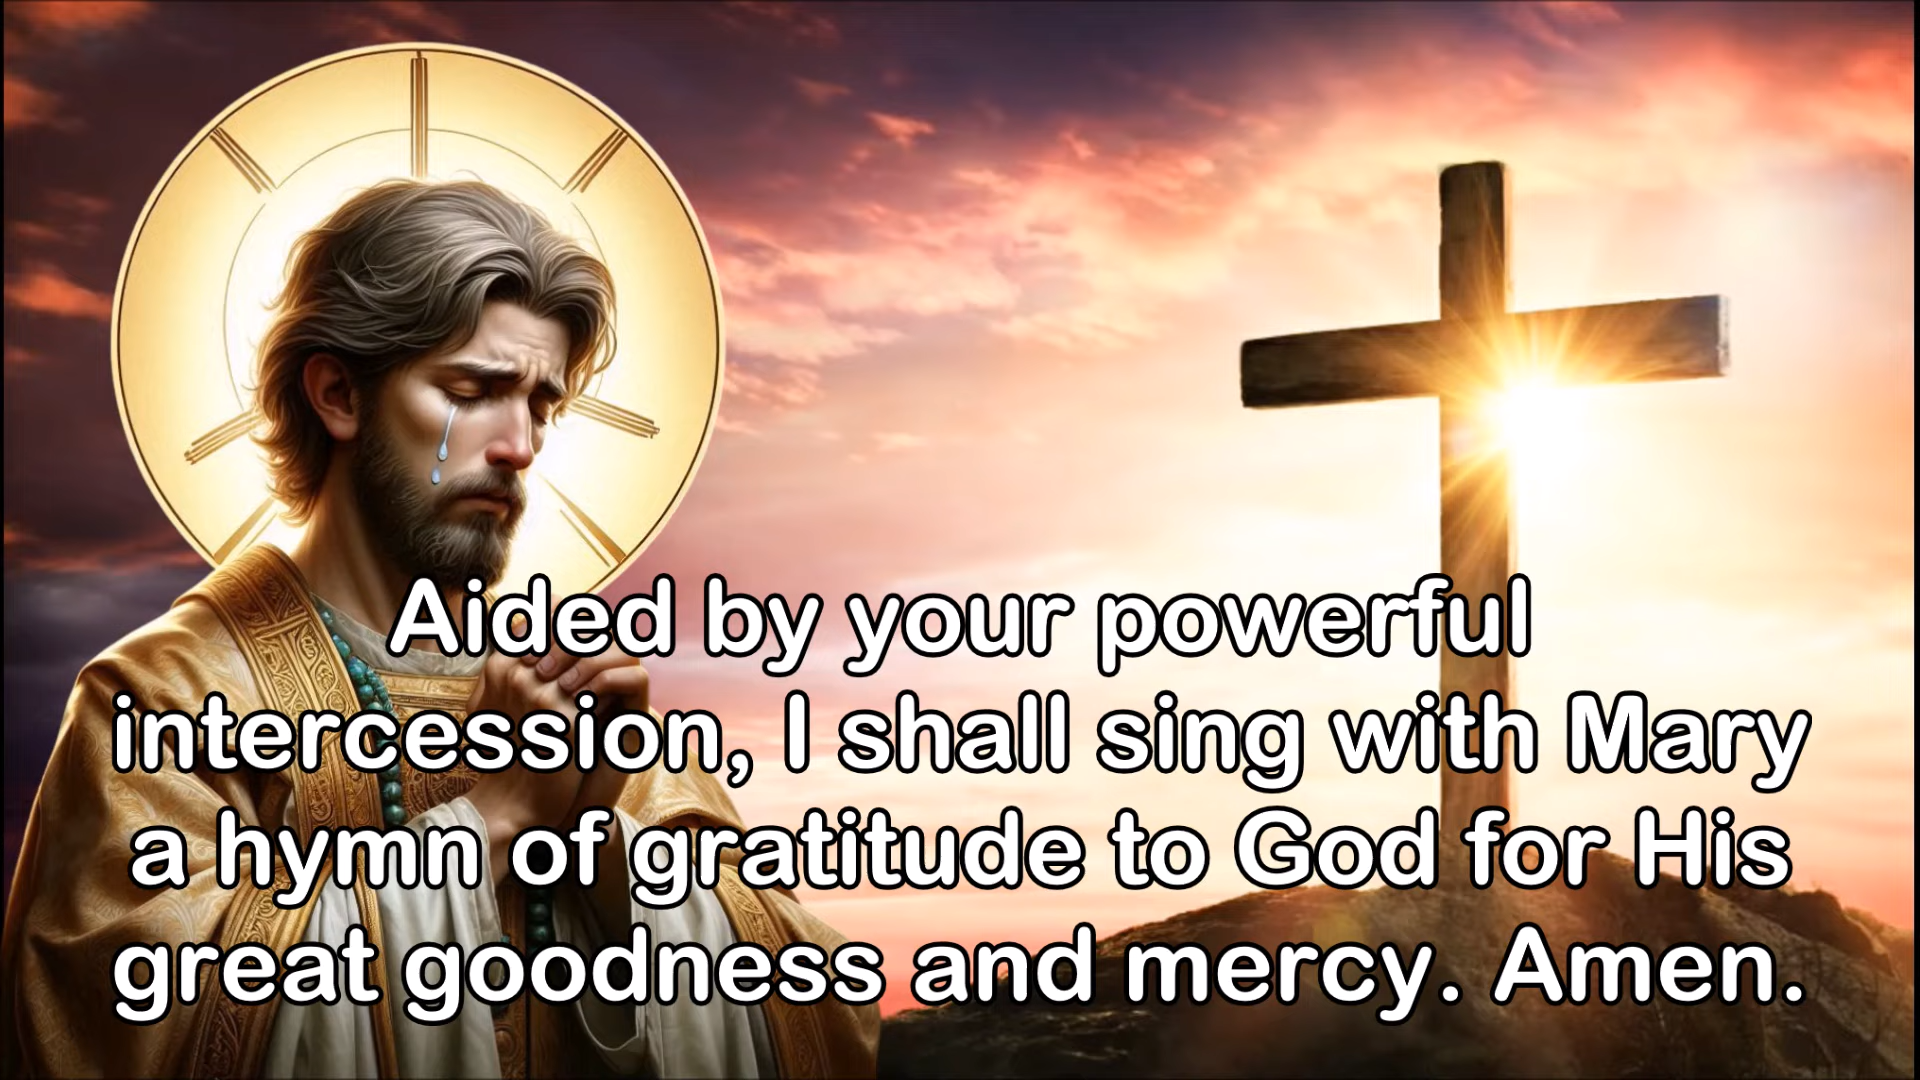 Aided by your powerful
intercession, I shall sing with Mary
a hymn of gratitude to God for His
great goodness and mercy. Amen.